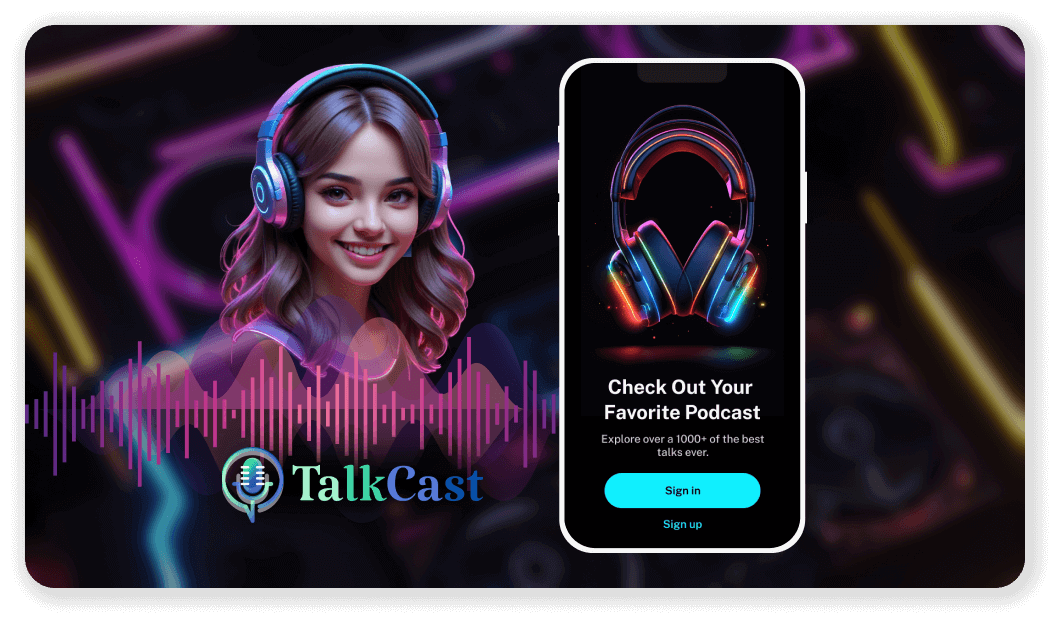 TalkCast
Check Out Your
Favorite Podcast
Explore over a 1000+ of the best
talks ever.
Sign in
Sign up